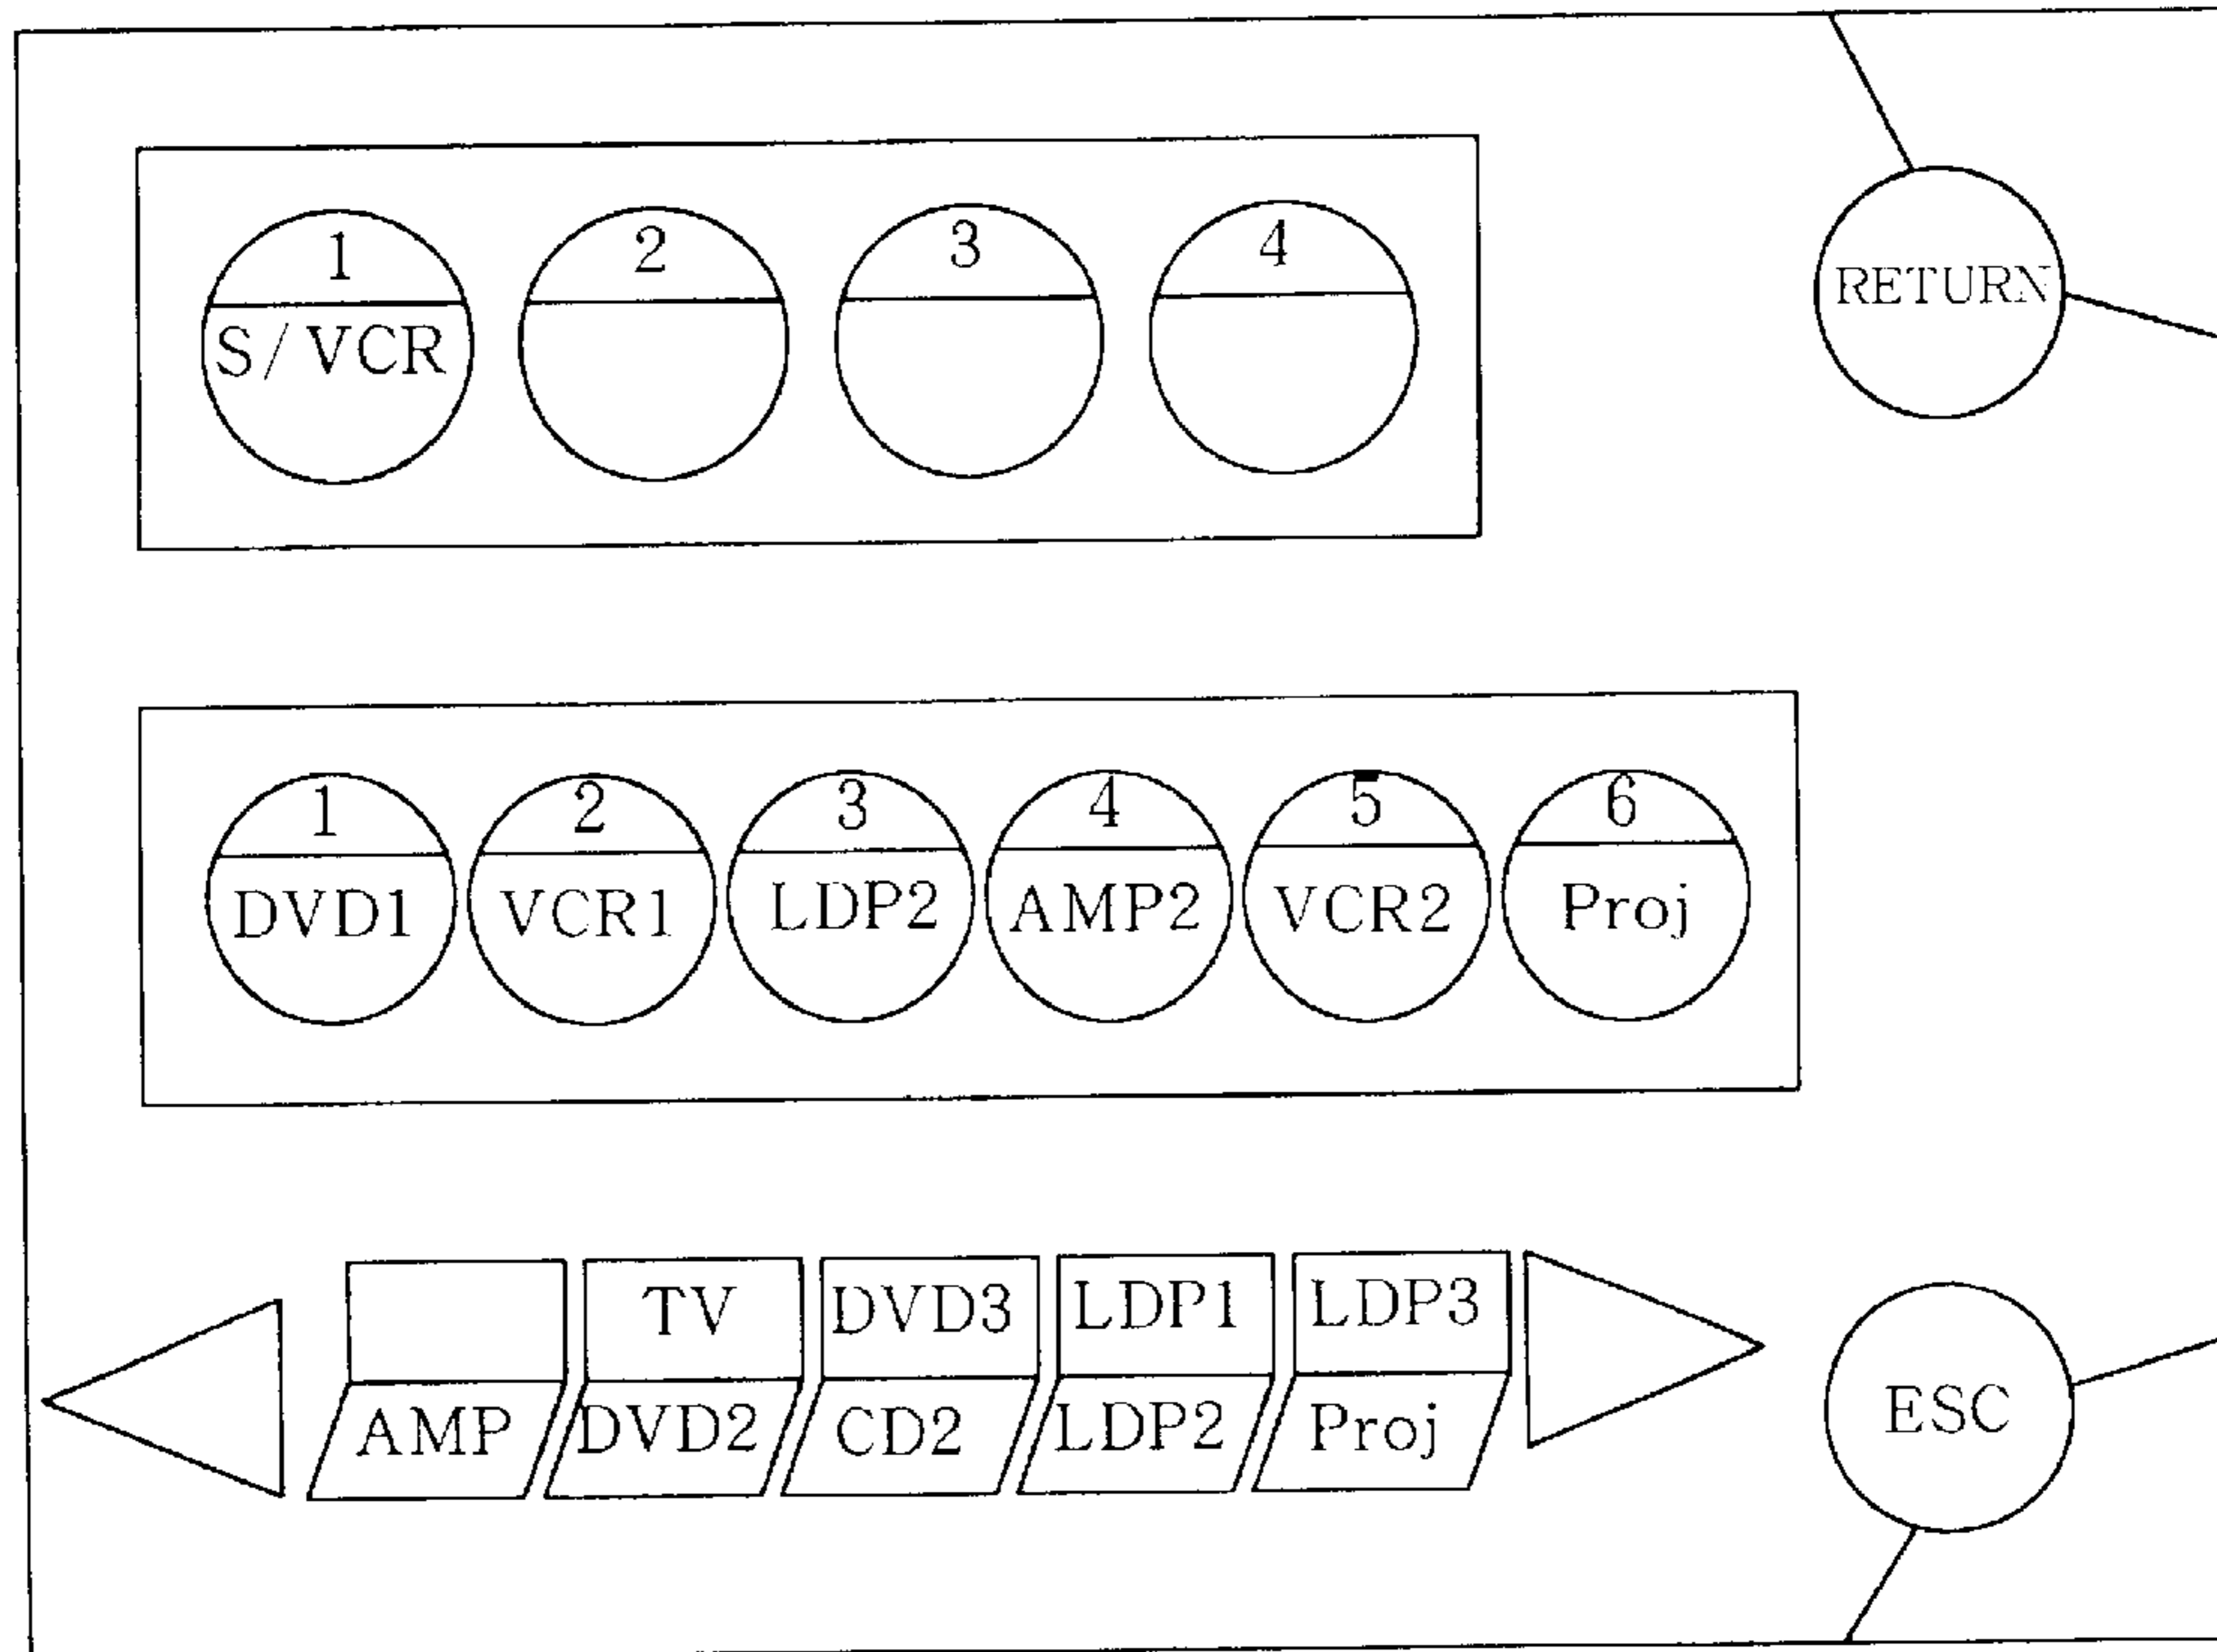 1 2 3 4
S/VCR
RETURN
1 2 3 4 5 6
DVD1 VCR1 LDP2 AMP2 VCR2 Proj
TV DVD3 LDP1 LDP3
AMP DVD2 CD2 LDP2 Proj
ESC